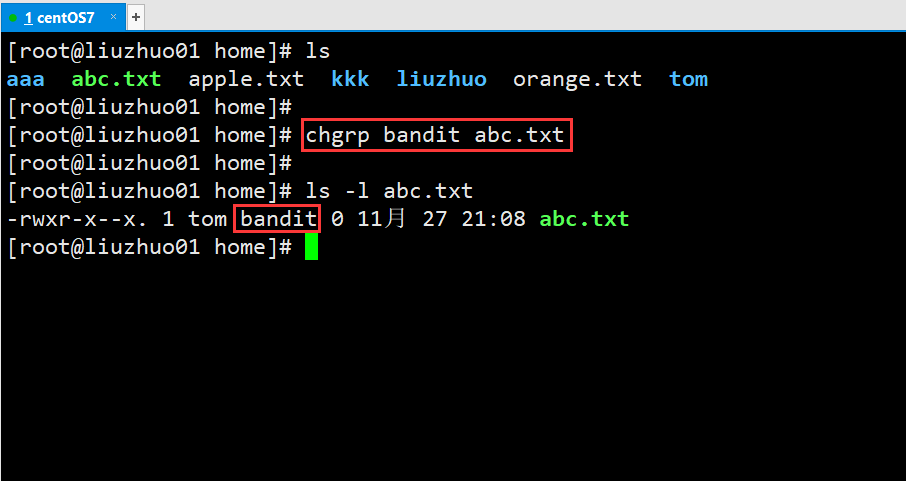 1 centOS7 × +
[root@liuzhuo01 home]# ls
aaa abc.txt apple.txt kkk liuzhuo orange.txt tom
[root@liuzhuo01 home]#
[root@liuzhuo01 home]# chgrp bandit abc.txt
[root@liuzhuo01 home]#
[root@liuzhuo01 home]# ls -l abc.txt
-rwxr-x--x. 1 tom bandit 0 11月 27 21:08 abc.txt
[root@liuzhuo01 home]#